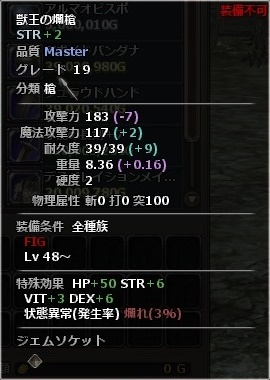 装備不可
獣王の爛槍
STR+2
品質 Master
グレード 19
分類 槍
攻撃力 183 (-7)
魔法攻撃力 117 (+2)
耐久度 39/39 (+9)
重量 8.36 (+0.16)
硬度 2
物理属性 斬0 打0 突100
装備条件 全種族
FIG
Lv 48～
特殊効果 HP+50 STR+6
VIT+3 DEX+6
状態異常(発生率) 爛れ(3%)
ジェムソケット
0 G